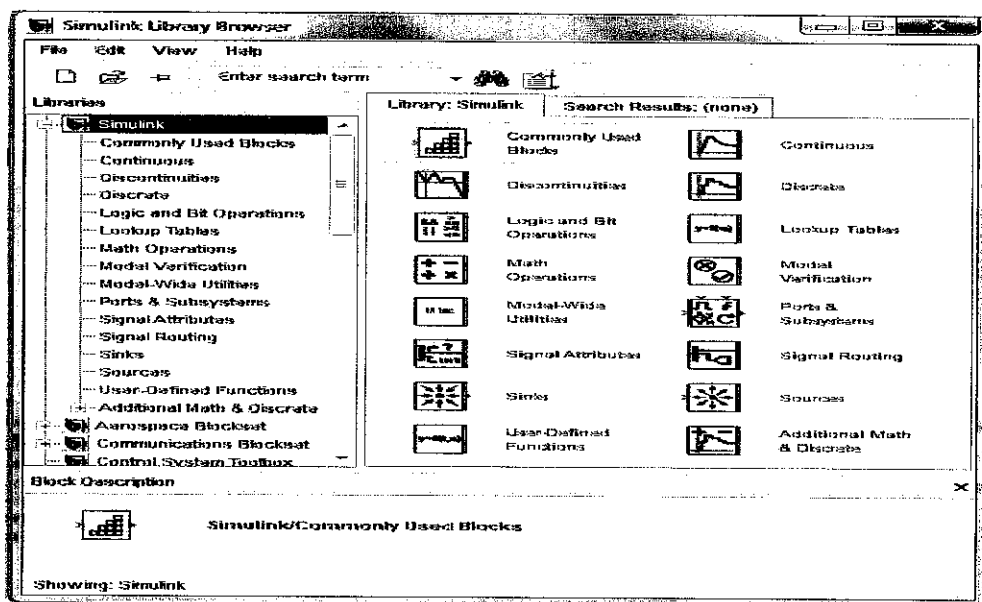 Simulink Library Browser
File Edit View Help
Enter search term
Libraries
Simulink
Commonly Used Blocks
Continuous
Discontinuities
Discrete
Logic and Bit Operations
Lookup Tables
Math Operations
Model Verification
Model-Wide Utilities
Ports & Subsystems
Signal Attributes
Signal Routing
Sinks
Sources
User-Defined Functions
Additional Math & Discrete
Aerospace Blockset
Communications Blockset
Control System Toolbox
Library: Simulink
Search Results: (none)
Commonly Used
Blocks
Continuous
Discontinuities
Discrete
Logic and Bit
Operations
Lookup Tables
Math
Operations
Model
Verification
Model-Wide
Utilities
Ports &
Subsystems
Signal Attributes
Signal Routing
Sinks
Sources
User-Defined
Functions
Additional Math
& Discrete
Block Description
Simulink/Commonly Used Blocks
Showing: Simulink